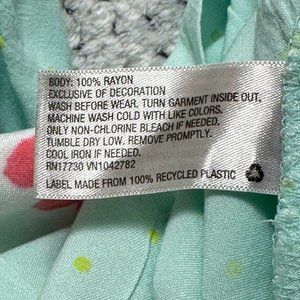 BODY: 100% RAYON
EXCLUSIVE OF DECORATION
WASH BEFORE WEAR. TURN GARMENT INSIDE OUT.
MACHINE WASH COLD WITH LIKE COLORS.
ONLY NON-CHLORINE BLEACH IF NEEDED.
TUMBLE DRY LOW. REMOVE PROMPTLY.
COOL IRON IF NEEDED.
RN17730 VN1042782
LABEL MADE FROM 100% RECYCLED PLASTIC